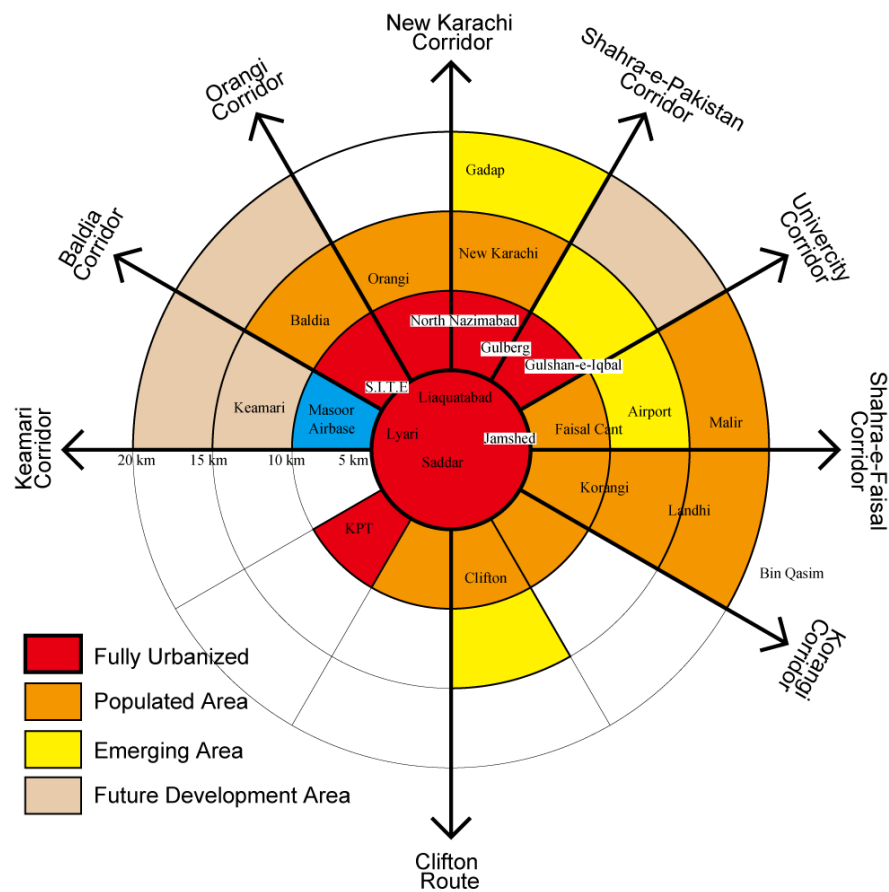 New Karachi
Corridor
Shahra-e-Pakistan
Corridor
Orangi
Corridor
Gadap
Univercity
Corridor
Baldia
Corridor
New Karachi
Orangi
Baldia
North Nazimabad
Gulberg
Gulshan-e-Iqbal
S.I.T.E
Liaquatabad
Keamari
Masoor
Airbase
Airport
Malir
Faisal Cant
Jamshed
Lyari
Keamari
Corridor
Shahra-e-Faisal
Corridor
20 km
15 km
10 km
5 km
Saddar
Korangi
Landhi
KPT
Clifton
Bin Qasim
Korangi
Corridor
Fully Urbanized
Populated Area
Emerging Area
Future Development Area
Clifton
Route